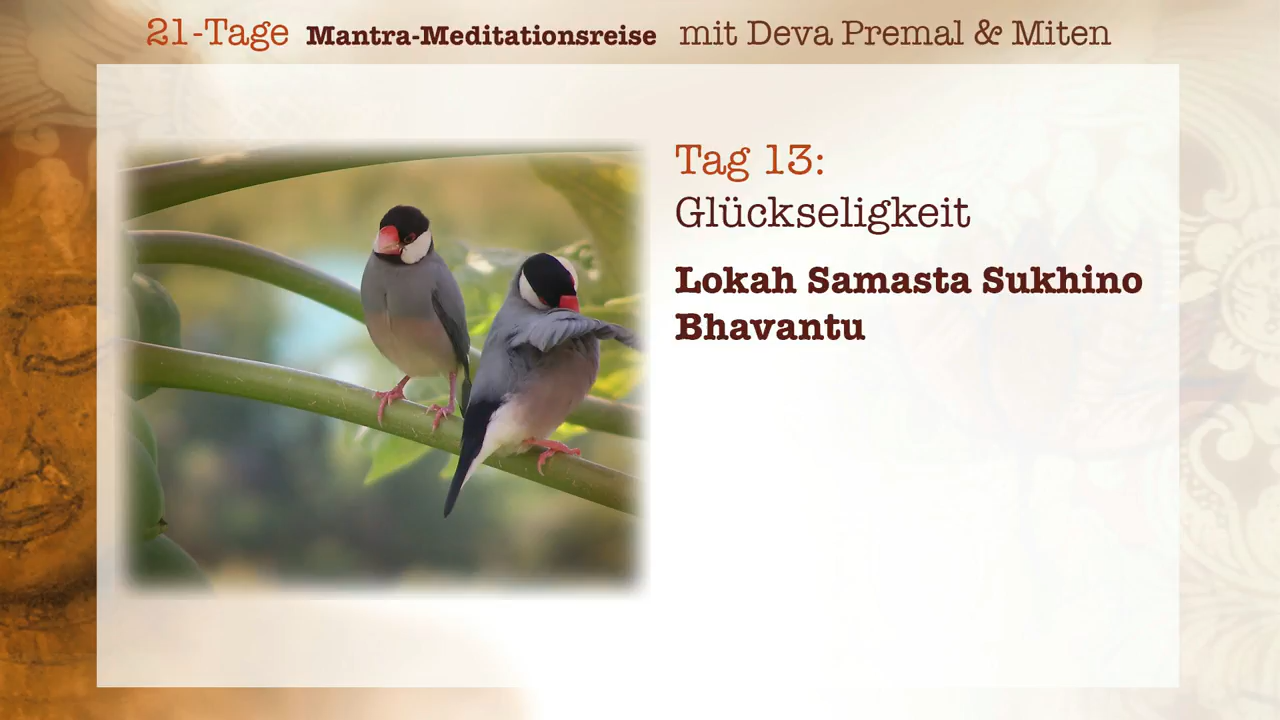 21-Tage Mantra-Meditationsreise mit Deva Premal & Miten
Tag 13:
Glückseligkeit
Lokah Samasta Sukhino
Bhavantu